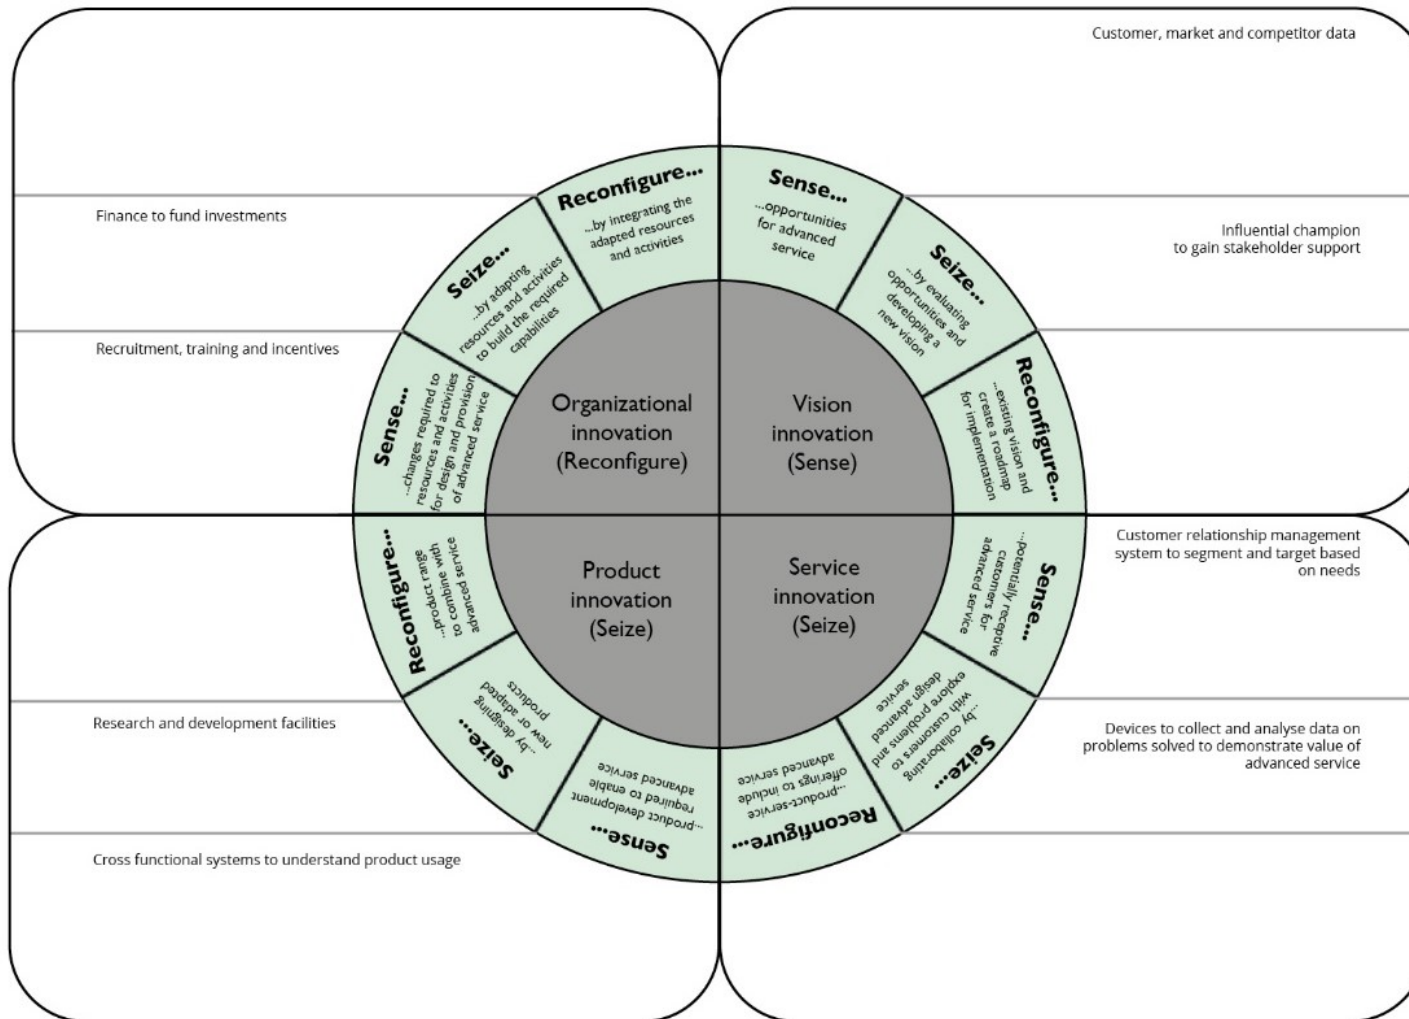 Customer, market and competitor data
Finance to fund investments
Influential champion
to gain stakeholder support
Recruitment, training and incentives
Customer relationship management
system to segment and target based
on needs
Research and development facilities
Devices to collect and analyse data on
problems solved to demonstrate value of
advanced service
Cross functional systems to understand product usage
Sense...
...opportunities
for advanced
service
Seize...
...by evaluating
opportunities and
developing a
new vision
Reconfigure...
...existing vision and
create a roadmap
for implementation
Sense...
...potentially receptive
customers for
advanced service
Seize...
...by collaborating
with customers to
explore problems and
design advanced
service
Reconfigure...
...product-service
offerings to include
advanced service
Sense...
...product development
required to enable
advanced service
Seize...
...by designing
new or adapted
products
Reconfigure...
...product range
to combine with
advanced service
Sense...
...changes required to
resources and activities
for design and provision
of advanced service
Seize...
...by adapting
resources and activities
to build the required
capabilities
Reconfigure...
...by integrating the
adapted resources
and activities
Organizational
innovation
(Reconfigure)
Vision
innovation
(Sense)
Product
innovation
(Seize)
Service
innovation
(Seize)